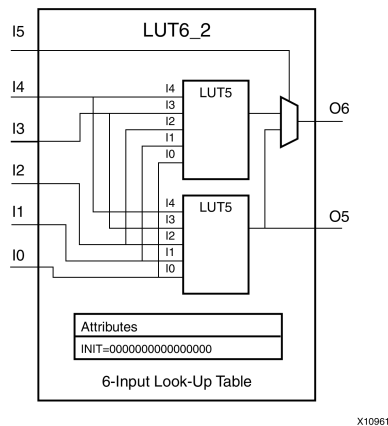 I5
LUT6_2
I4
I4
LUT5
I3
O6
I3
I2
I1
I2
I0
I4
LUT5
I3
O5
I1
I2
I1
I0
I0
Attributes
INIT=0000000000000000
6-Input Look-Up Table
X10961